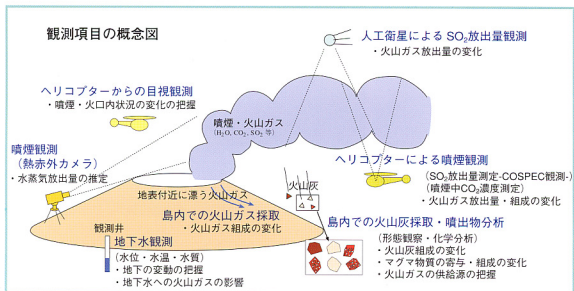 観測項目の概念図
人工衛星による SO2放出量観測
・火山ガス放出量の変化
ヘリコプターからの目視観測
・噴煙・火口内状況の変化の把握
噴煙・火山ガス
(H2O, CO2, SO2 等)
噴煙観測
(熱赤外カメラ)
・水蒸気放出量の推定
ヘリコプターによる噴煙観測
(SO2放出量測定-COSPEC観測-)
(噴煙中CO2濃度測定)
・火山ガス放出量・組成の変化
火山灰
地表付近に漂う火山ガス
島内での火山ガス採取
・火山ガス組成の変化
島内での火山灰採取・噴出物分析
(形態観察・化学分析)
・火山灰組成の変化
・マグマ物質の寄与・組成の変化
・火山ガスの供給源の把握
観測井
地下水観測
(水位・水温・水質)
・地下の変動の把握
・地下水への火山ガスの影響